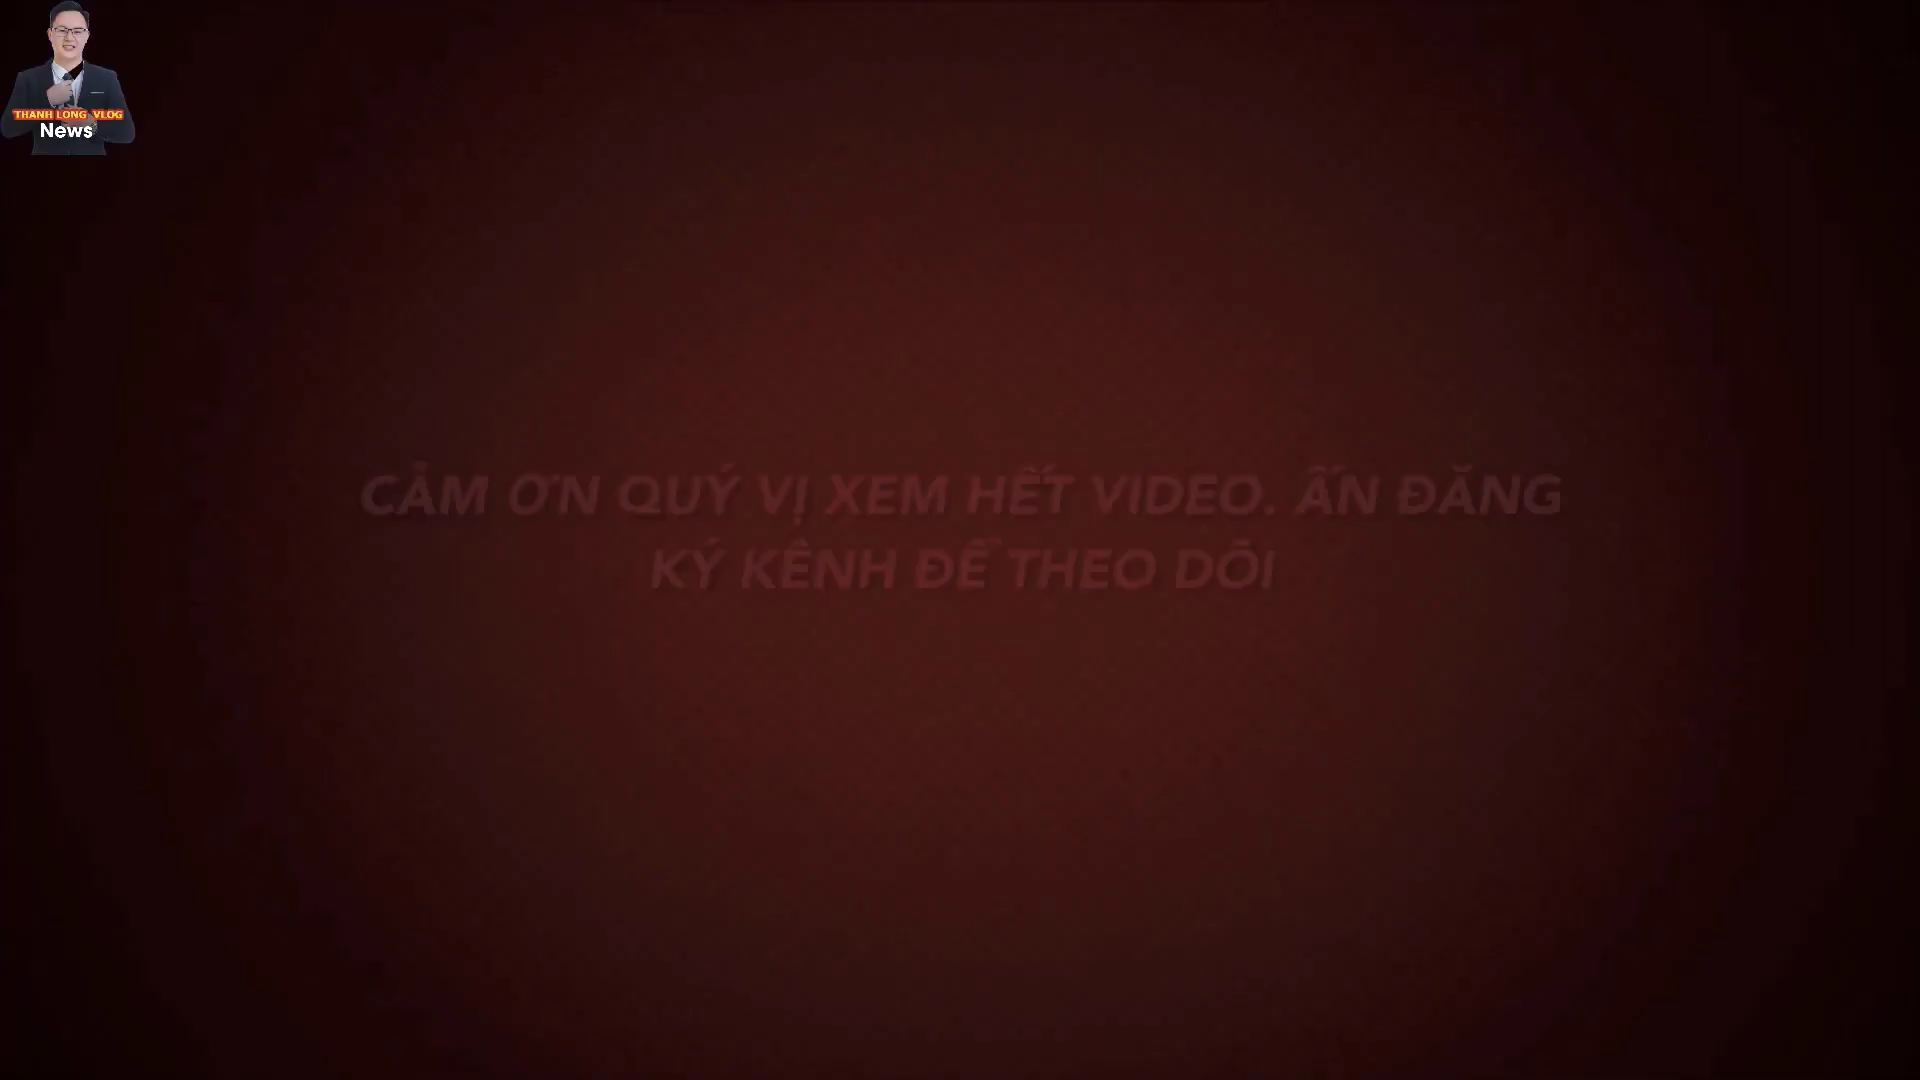 THANH LONG VLOG
News
CẢM ƠN QUÝ VỊ XEM HẾT VIDEO. ẤN ĐĂNG
KÝ KÊNH ĐỂ THEO DÕI